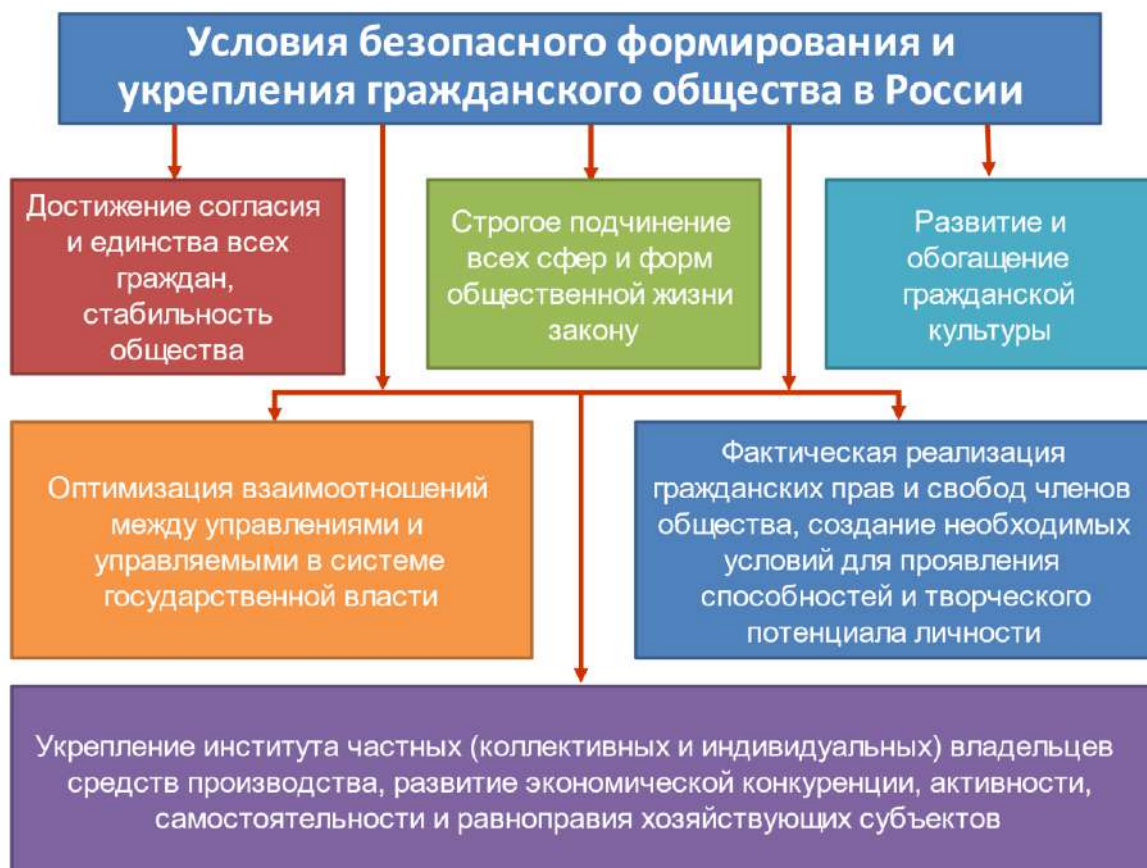 Условия безопасного формирования и
укрепления гражданского общества в России
Достижение согласия
и единства всех
граждан,
стабильность
общества
Строгое подчинение
всех сфер и форм
общественной жизни
закону
Развитие и
обогащение
гражданской
культуры
Оптимизация взаимоотношений
между управлениями и
управляемыми в системе
государственной власти
Фактическая реализация
гражданских прав и свобод членов
общества, создание необходимых
условий для проявления
способностей и творческого
потенциала личности
Укрепление института частных (коллективных и индивидуальных) владельцев
средств производства, развитие экономической конкуренции, активности,
самостоятельности и равноправия хозяйствующих субъектов